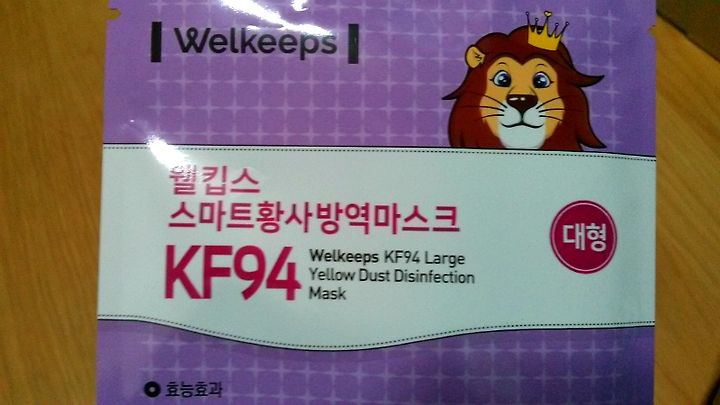 Welkeeps
웰킵스
스마트황사방역마스크
대형
KF94
Welkeeps KF94 Large
Yellow Dust Disinfection
Mask
효능효과